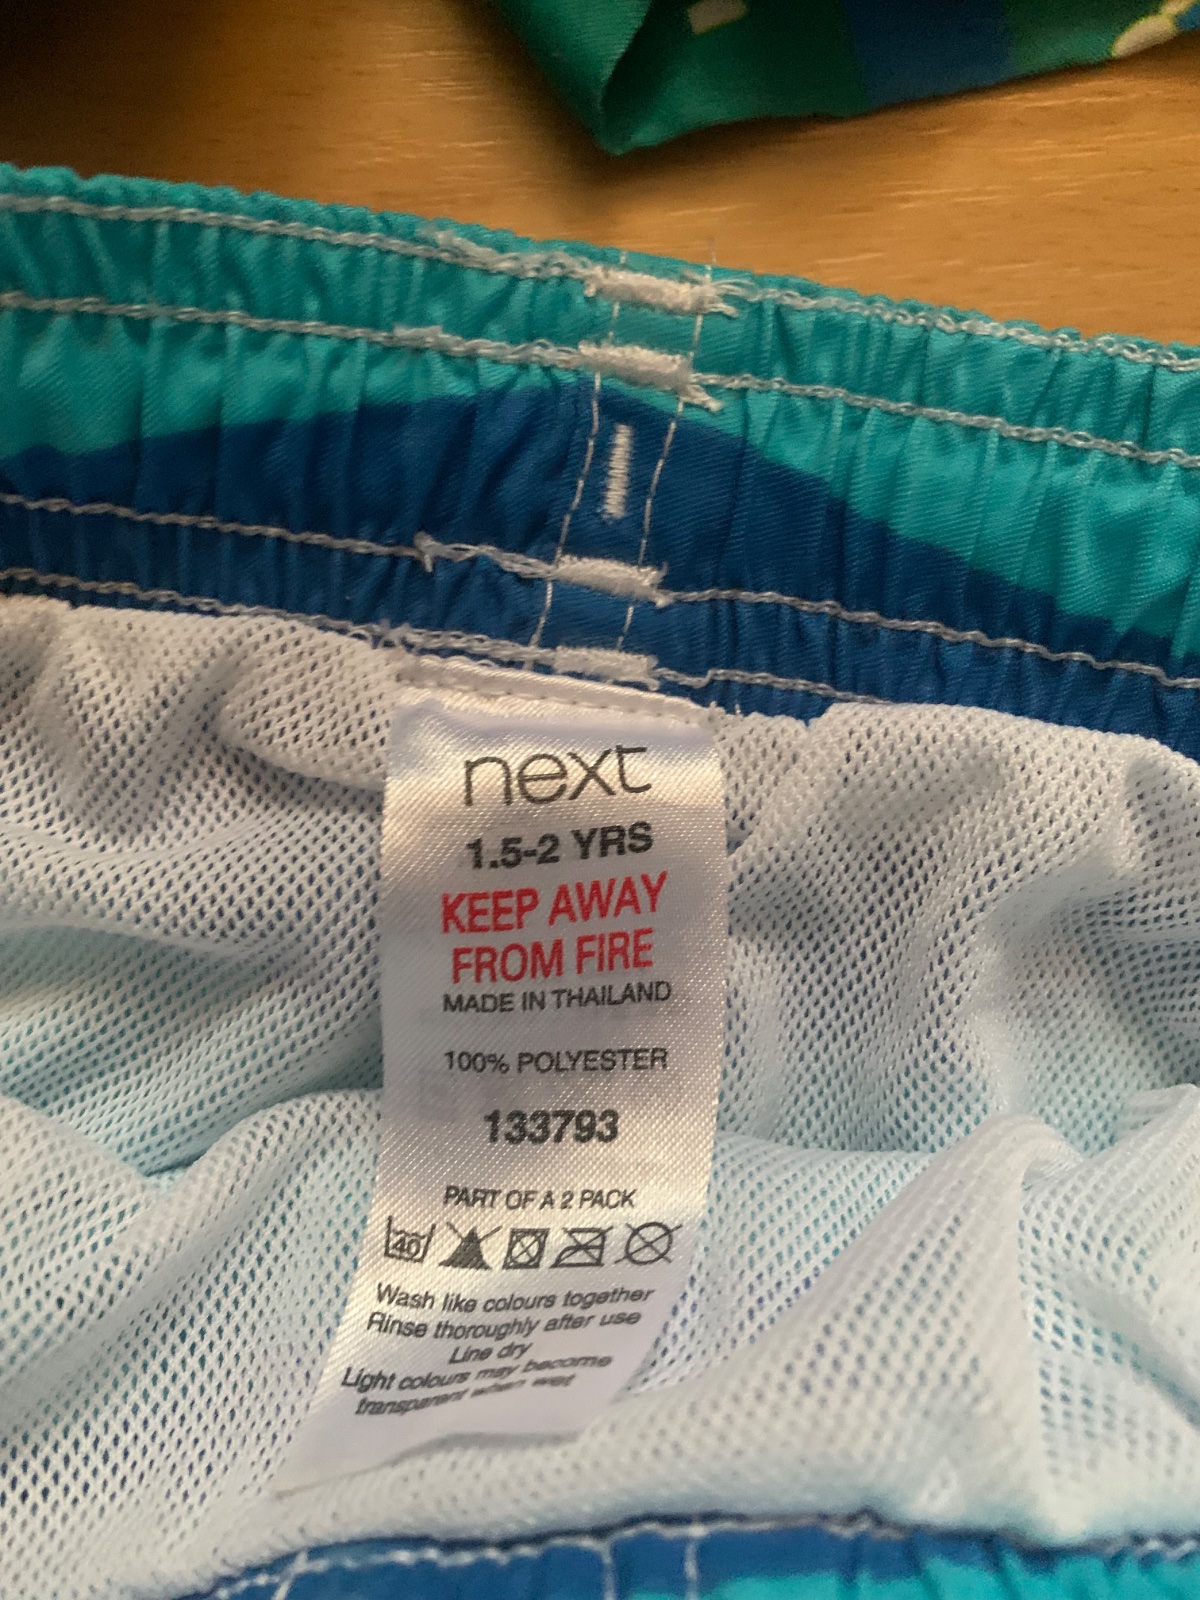 next
1.5-2 YRS
KEEP AWAY
FROM FIRE
MADE IN THAILAND
100% POLYESTER
133793
PART OF A 2 PACK
40
Wash like colours together
Rinse thoroughly after use
Line dry
Light colours may become
transparent when wet